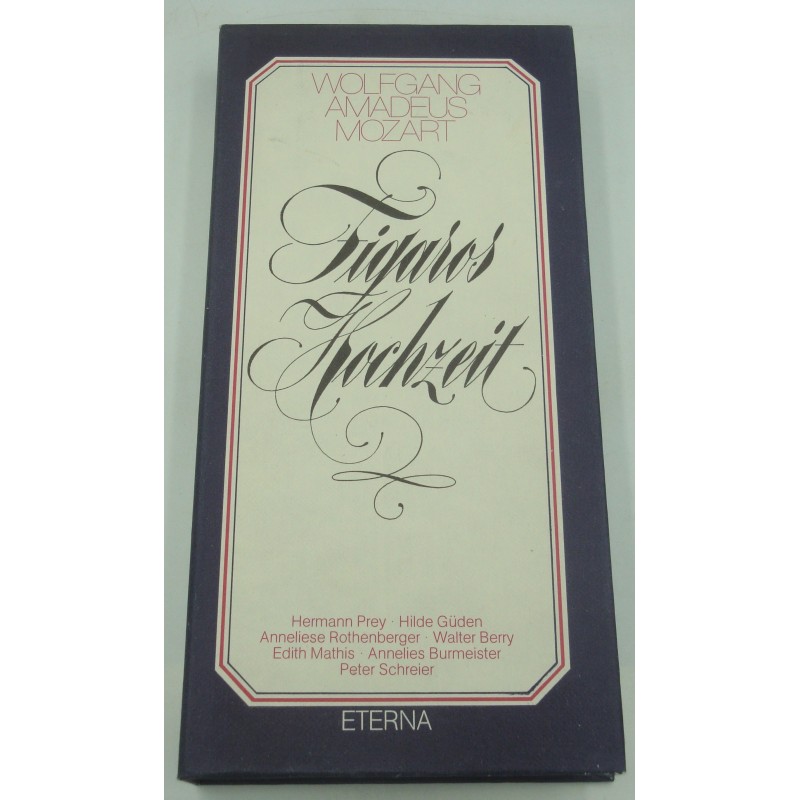 WOLFGANG
AMADEUS
MOZART
Figaros
Hochzeit
Hermann Prey · Hilde Güden
Anneliese Rothenberger · Walter Berry
Edith Mathis · Annelies Burmeister
Peter Schreier
ETERNA